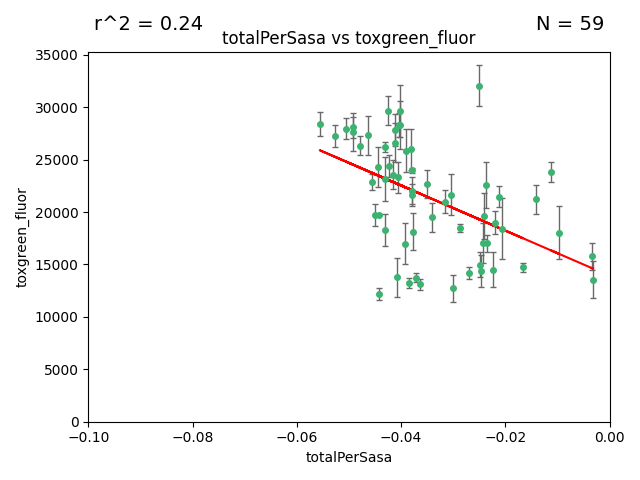 r^2 = 0.24
N = 59
totalPerSasa vs toxgreen_fluor
35000
30000
25000
20000
15000
10000
5000
0
toxgreen_fluor
−0.10
−0.08
−0.06
−0.04
−0.02
0.00
totalPerSasa